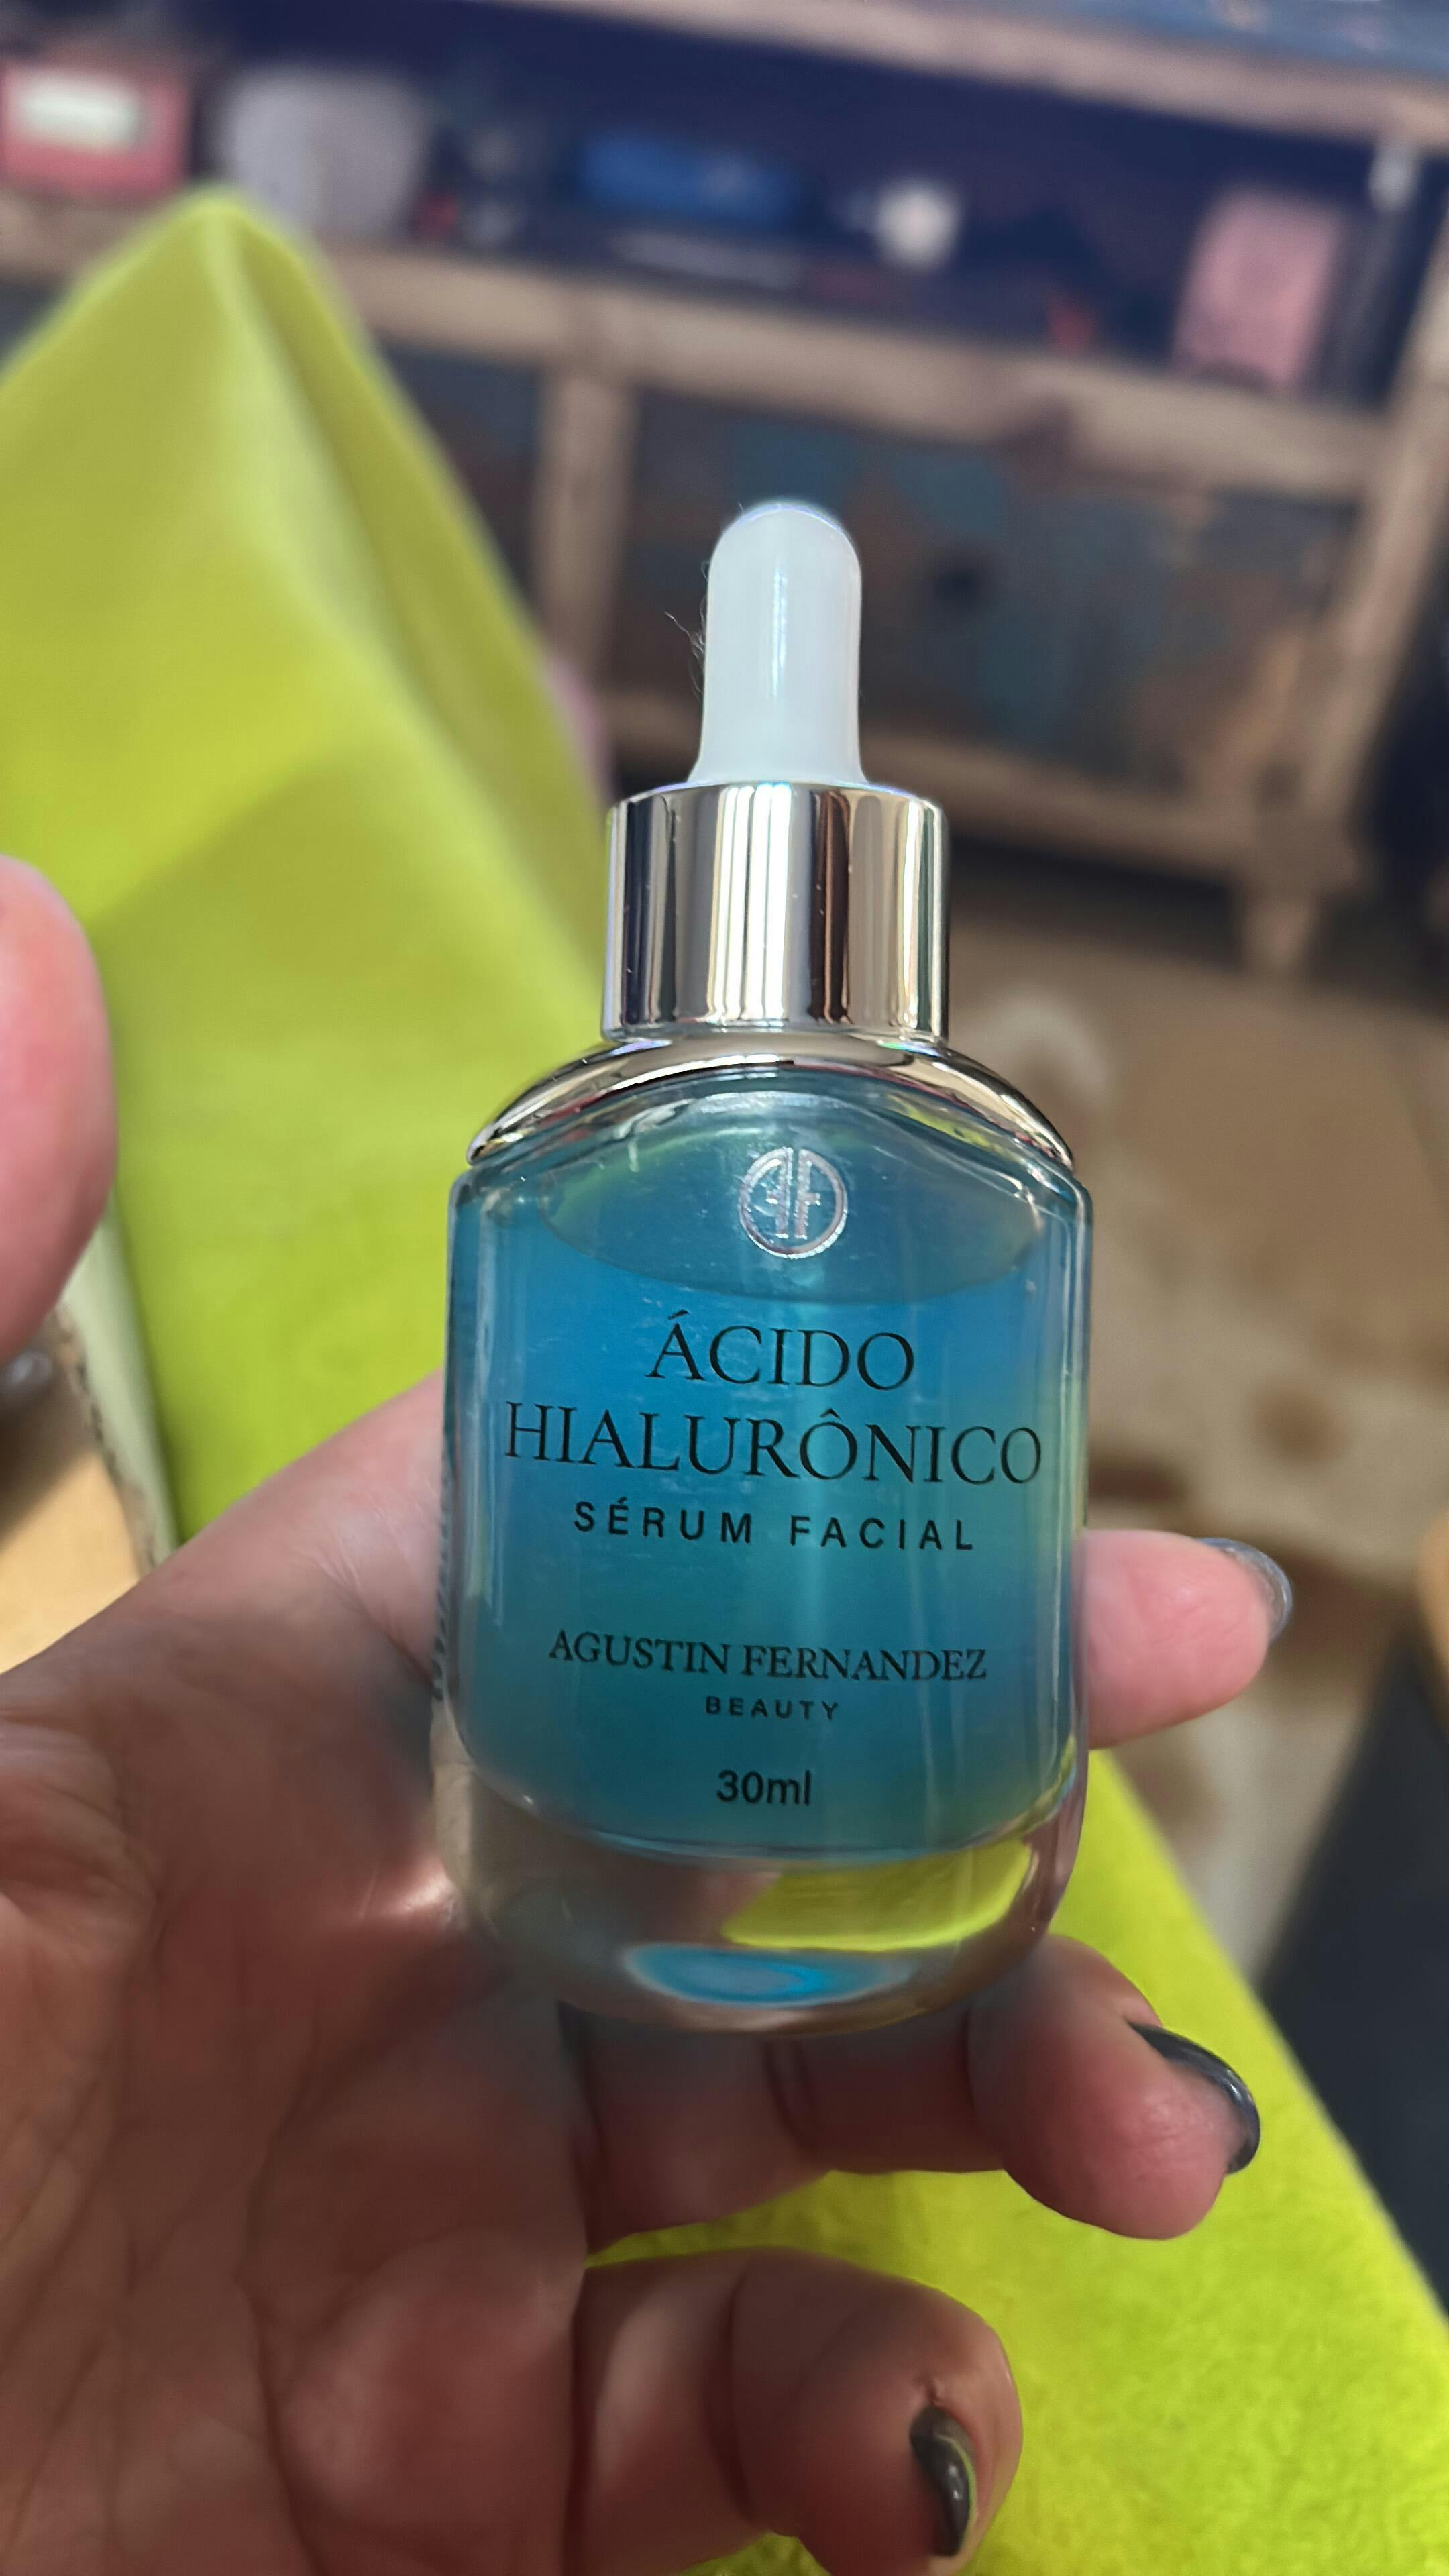 ÁCIDO
HIALURÔNICO
SÉRUM FACIAL
AGUSTIN FERNANDEZ
BEAUTY
30ml